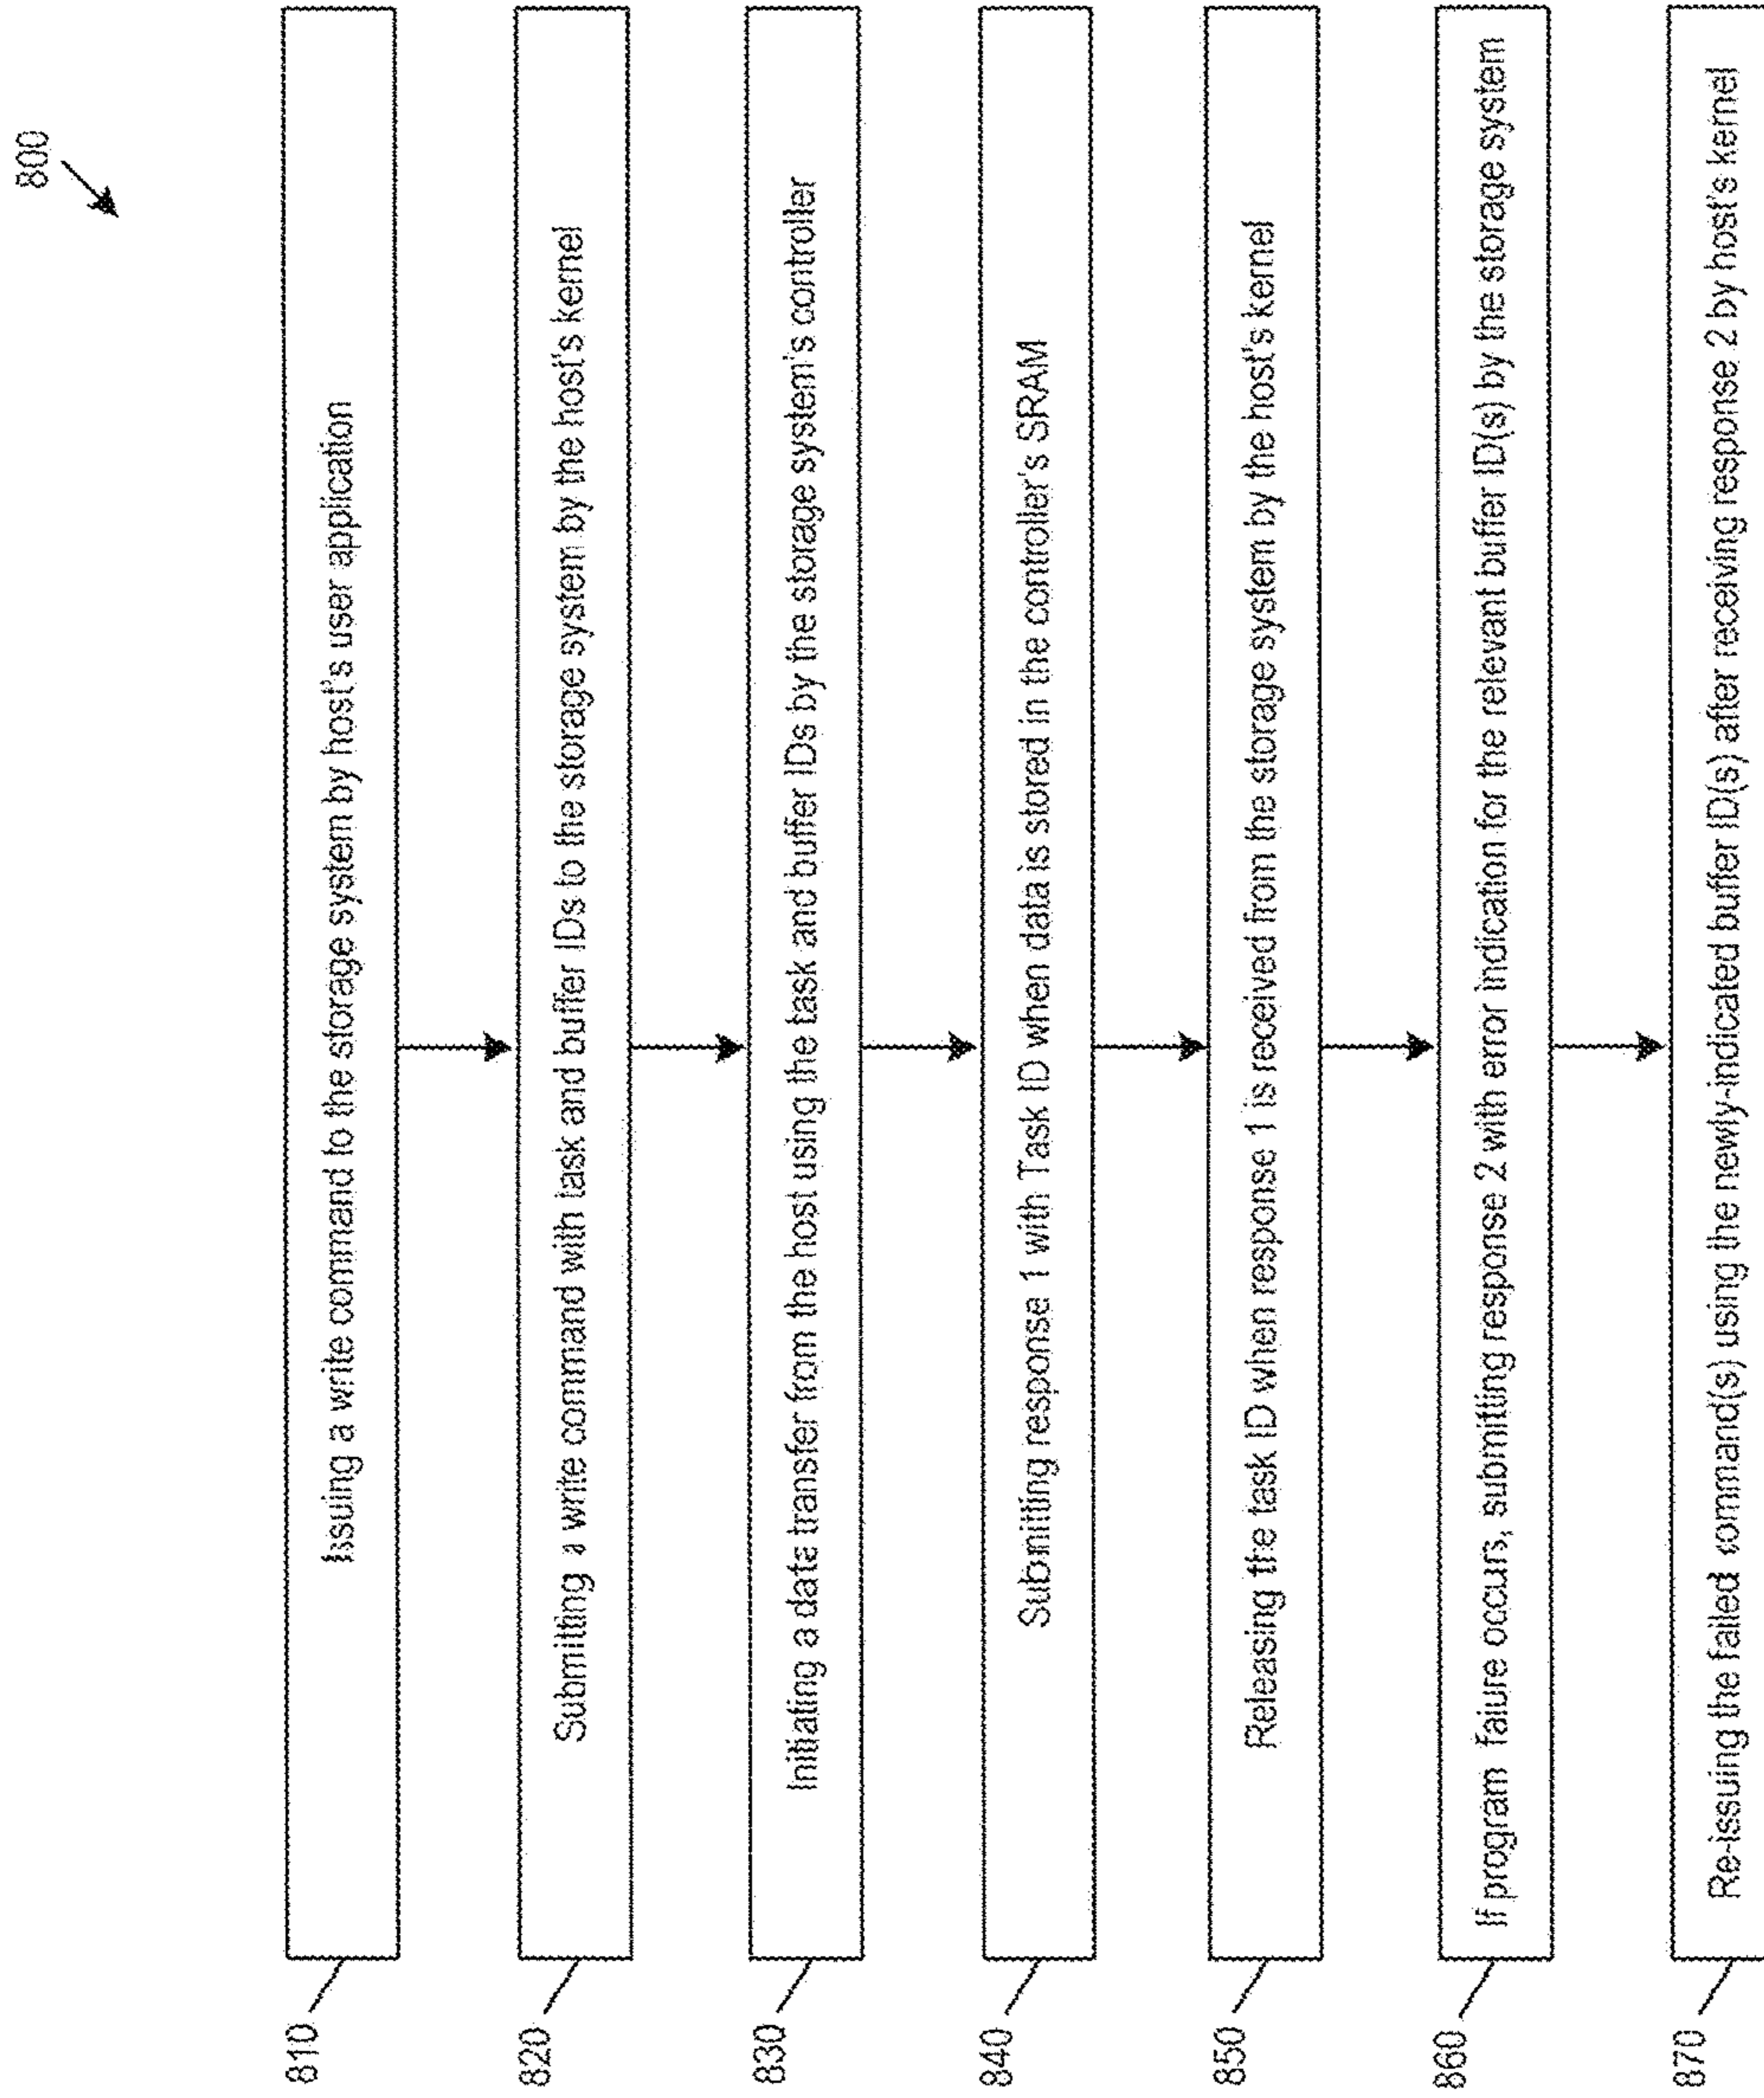 800
810
Issuing a write command to the storage system by host's user application
820
Submitting a write command with task and buffer IDs to the storage system by the host's kernel
830
Initiating a data transfer from the host using the task and buffer IDs by the storage system's controller
840
Submitting response 1 with Task ID when data is stored in the controller's SRAM
850
Releasing the task ID when response 1 is received from the storage system by the host's kernel
860
If program failure occurs, submitting response 2 with error indication for the relevant buffer ID(s) by the storage system
870
Re-issuing the failed command(s) using the newly-indicated buffer ID(s) after receiving response 2 by host's kernel